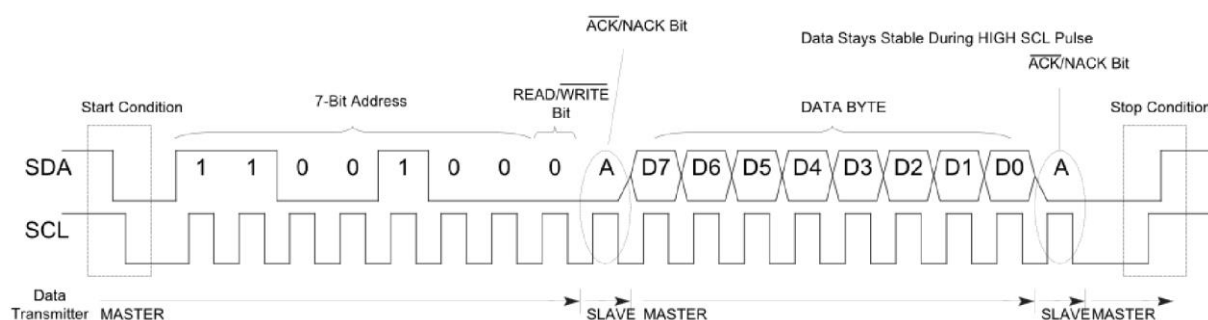 ACK/NACK Bit
Data Stays Stable During HIGH SCL Pulse
ACK/NACK Bit
Start Condition
7-Bit Address
READ/WRITE
Bit
DATA BYTE
Stop Condition
SDA 1 1 0 0 1 0 0 0 A D7 D6 D5 D4 D3 D2 D1 D0 A
SCL
Data
Transmitter MASTER SLAVE MASTER SLAVE MASTER